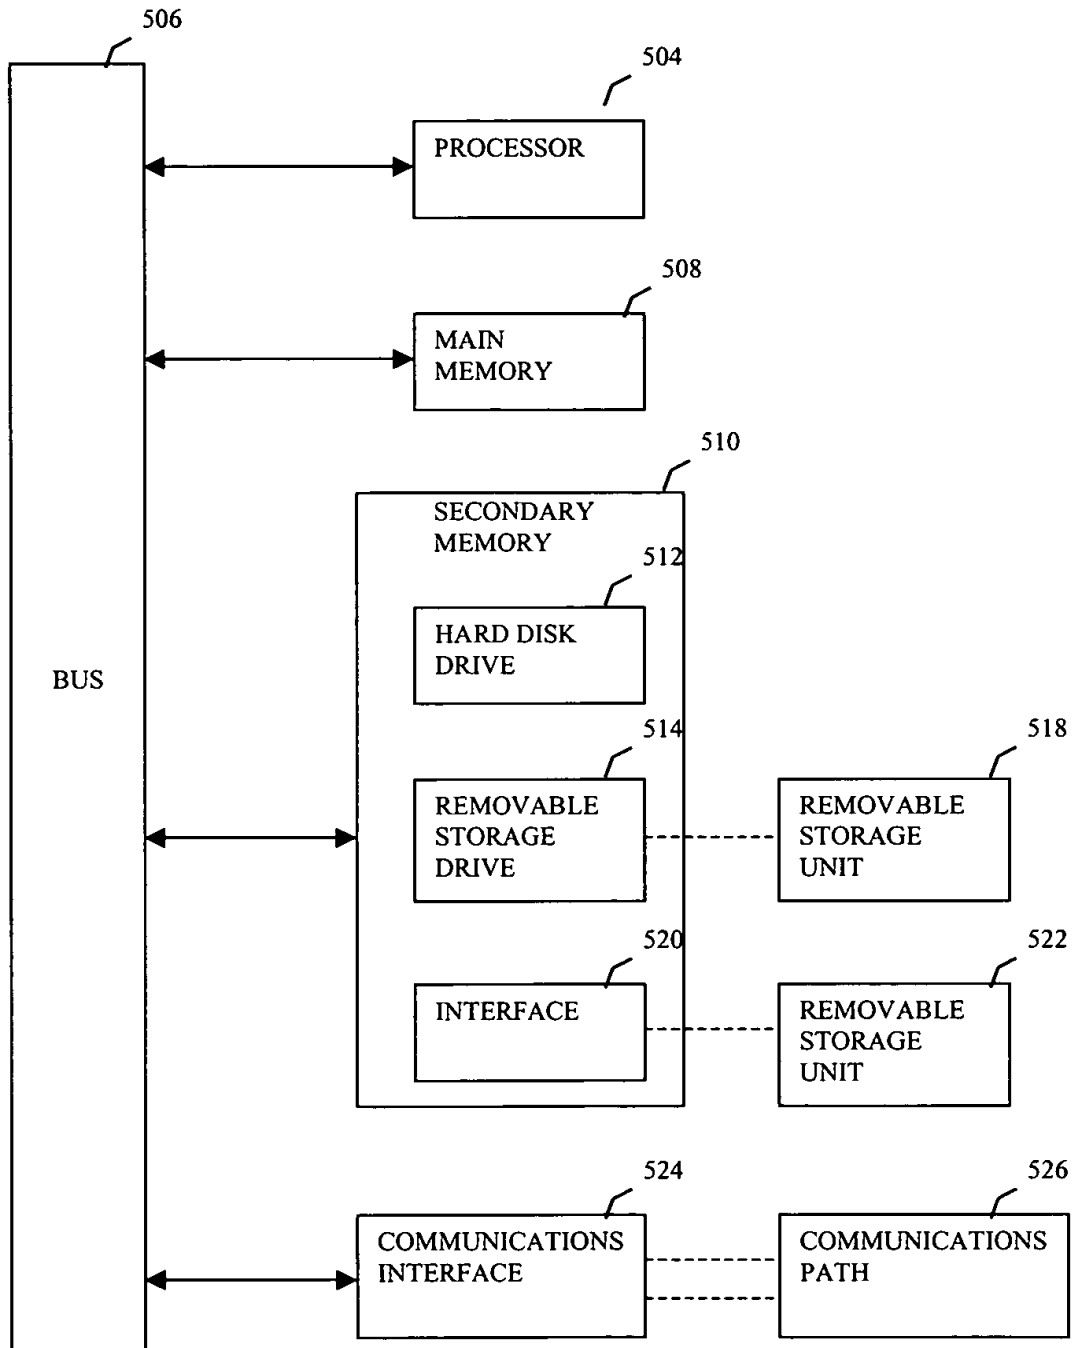 506
504
PROCESSOR
508
MAIN
MEMORY
510
SECONDARY
MEMORY
512
HARD DISK
DRIVE
BUS
514
REMOVABLE
STORAGE
DRIVE
518
REMOVABLE
STORAGE
UNIT
520
INTERFACE
522
REMOVABLE
STORAGE
UNIT
524
COMMUNICATIONS
INTERFACE
526
COMMUNICATIONS
PATH